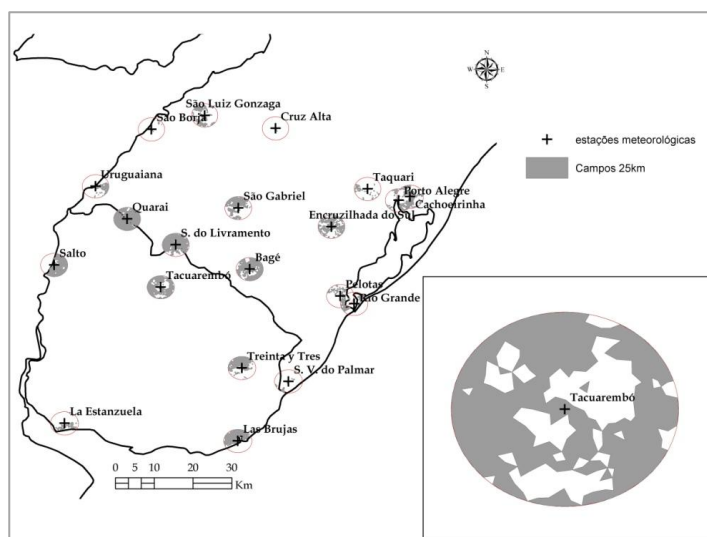 N
W
E
S
São Luiz Gonzaga
São Borja
Cruz Alta
estações meteorológicas
Campos 25km
Uruguaiana
Taquari
Porto Alegre
Cachoeirinha
São Gabriel
Quarai
Encruzilhada do Sul
S. do Livramento
Salto
Bagé
Tacuarembó
Pelotas
Rio Grande
Treinta y Tres
S. V. do Palmar
La Estanzuela
Las Brujas
0 5 10 20 30
Km
Tacuarembó